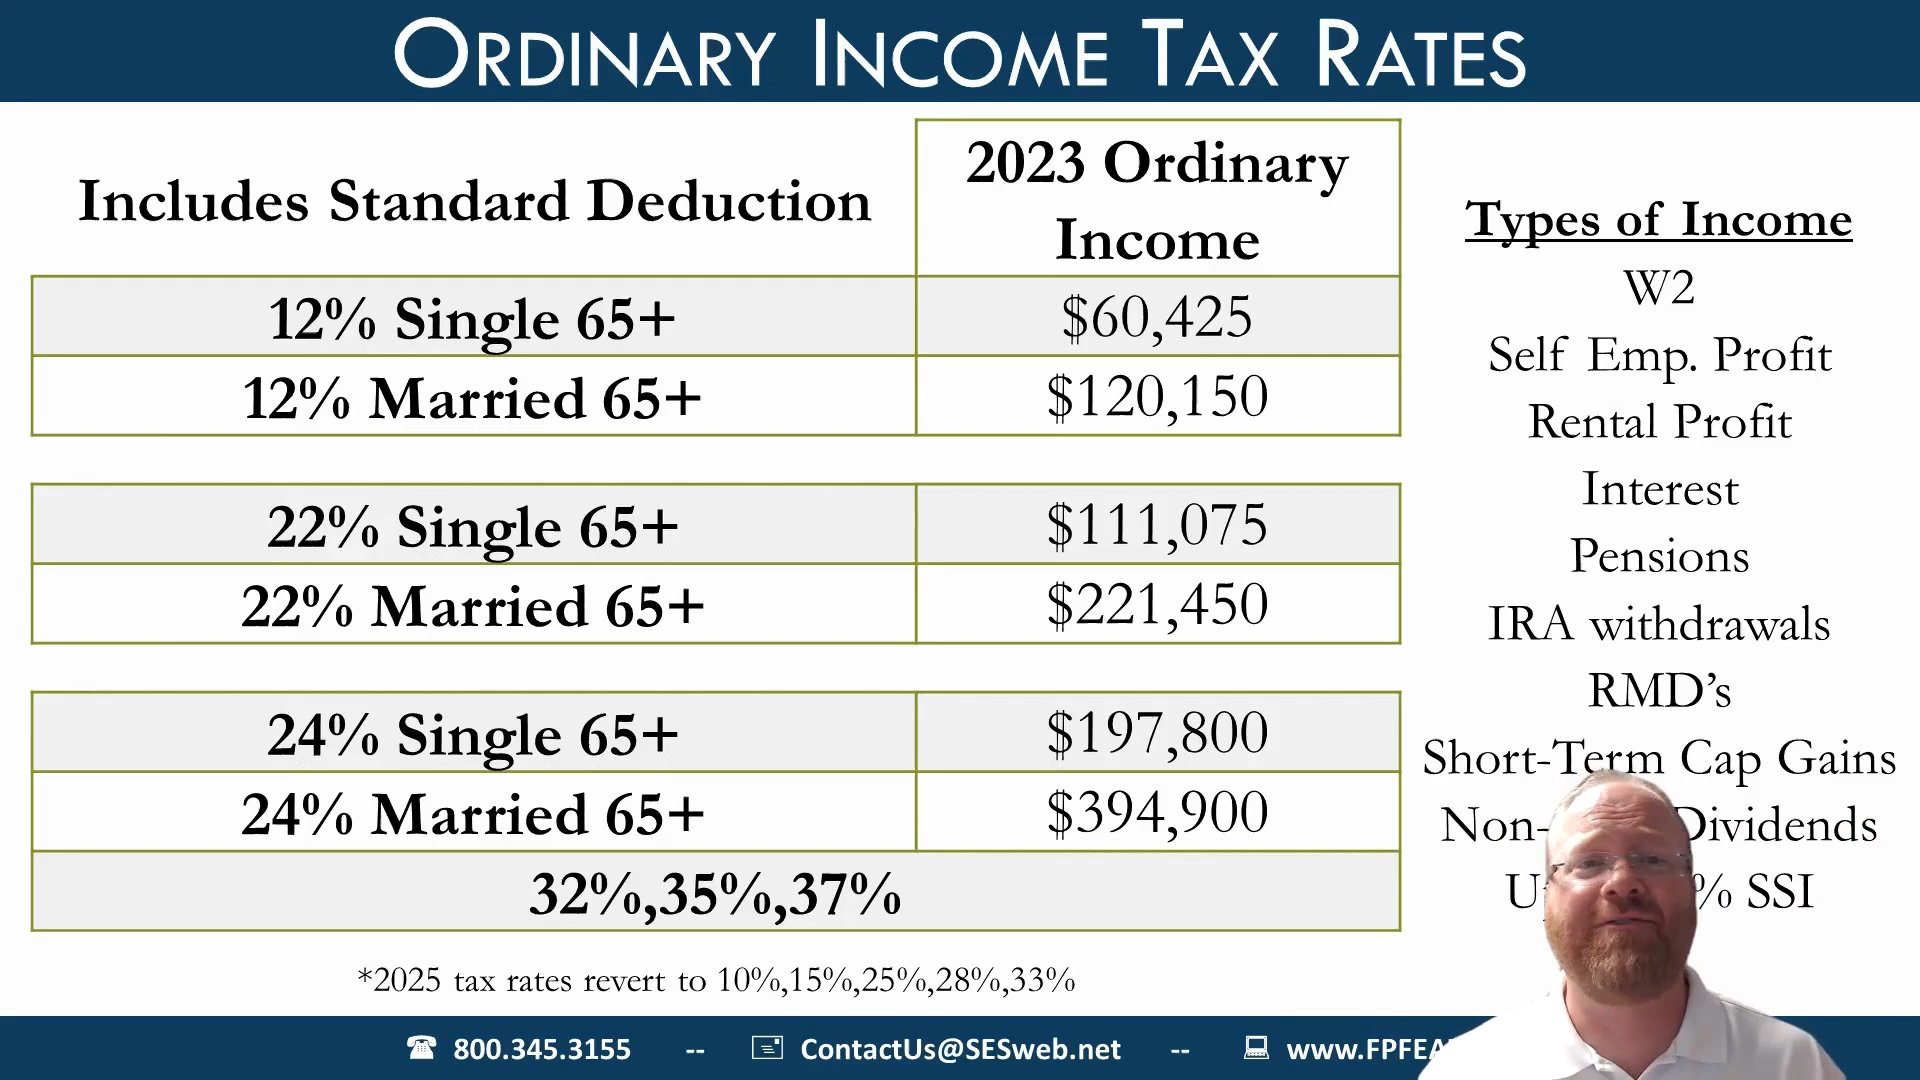 ORDINARY INCOME TAX RATES
Includes Standard Deduction
2023 Ordinary
Income
12% Single 65+ $60,425
12% Married 65+ $120,150
22% Single 65+ $111,075
22% Married 65+ $221,450
24% Single 65+ $197,800
24% Married 65+ $394,900
32%,35%,37%
*2025 tax rates revert to 10%,15%,25%,28%,33%
Types of Income
W2
Self Emp. Profit
Rental Profit
Interest
Pensions
IRA withdrawals
RMD's
Short-Term Cap Gains
Non- Dividends
% SSI
800.345.3155 -- ContactUs@SESweb.net --